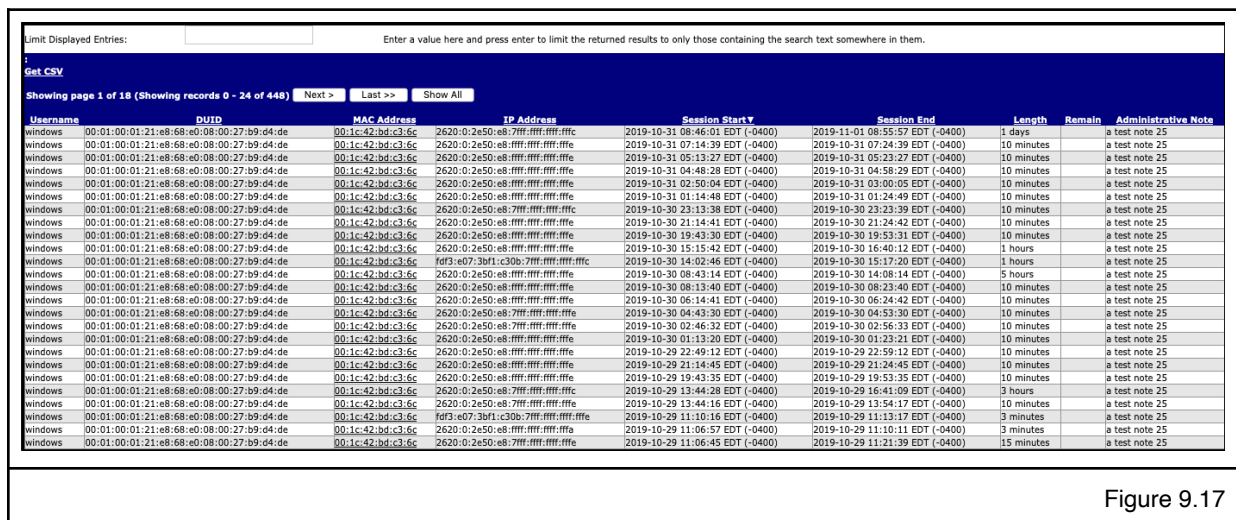 Limit Displayed Entries: Enter a value here and press enter to limit the returned results to only those containing the search text somewhere in them.
:
Get CSV
Showing page 1 of 18 (Showing records 0 - 24 of 448) Next > Last >> Show All
Username DUID MAC Address IP Address Session Start▼ Session End Length Remain Administrative Note
windows 00:01:00:01:21:e8:68:e0:08:00:27:b9:d4:de 00:1c:42:bd:c3:6c 2620:0:2e50:e8:7fff:ffff:ffff:fffc 2019-10-31 08:46:01 EDT (-0400) 2019-11-01 08:55:57 EDT (-0400) 1 days a test note 25
windows 00:01:00:01:21:e8:68:e0:08:00:27:b9:d4:de 00:1c:42:bd:c3:6c 2620:0:2e50:e8:ffff:ffff:ffff:fffe 2019-10-31 07:14:39 EDT (-0400) 2019-10-31 07:24:39 EDT (-0400) 10 minutes a test note 25
windows 00:01:00:01:21:e8:68:e0:08:00:27:b9:d4:de 00:1c:42:bd:c3:6c 2620:0:2e50:e8:ffff:ffff:ffff:fffe 2019-10-31 05:13:27 EDT (-0400) 2019-10-31 05:23:27 EDT (-0400) 10 minutes a test note 25
windows 00:01:00:01:21:e8:68:e0:08:00:27:b9:d4:de 00:1c:42:bd:c3:6c 2620:0:2e50:e8:ffff:ffff:ffff:fffe 2019-10-31 04:48:28 EDT (-0400) 2019-10-31 04:58:29 EDT (-0400) 10 minutes a test note 25
windows 00:01:00:01:21:e8:68:e0:08:00:27:b9:d4:de 00:1c:42:bd:c3:6c 2620:0:2e50:e8:ffff:ffff:ffff:fffe 2019-10-31 02:50:04 EDT (-0400) 2019-10-31 03:00:05 EDT (-0400) 10 minutes a test note 25
windows 00:01:00:01:21:e8:68:e0:08:00:27:b9:d4:de 00:1c:42:bd:c3:6c 2620:0:2e50:e8:ffff:ffff:ffff:fffe 2019-10-31 01:14:48 EDT (-0400) 2019-10-31 01:24:49 EDT (-0400) 10 minutes a test note 25
windows 00:01:00:01:21:e8:68:e0:08:00:27:b9:d4:de 00:1c:42:bd:c3:6c 2620:0:2e50:e8:7fff:ffff:ffff:fffc 2019-10-30 23:13:38 EDT (-0400) 2019-10-30 23:23:39 EDT (-0400) 10 minutes a test note 25
windows 00:01:00:01:21:e8:68:e0:08:00:27:b9:d4:de 00:1c:42:bd:c3:6c 2620:0:2e50:e8:7fff:ffff:ffff:fffe 2019-10-30 21:14:41 EDT (-0400) 2019-10-30 21:24:42 EDT (-0400) 10 minutes a test note 25
windows 00:01:00:01:21:e8:68:e0:08:00:27:b9:d4:de 00:1c:42:bd:c3:6c 2620:0:2e50:e8:ffff:ffff:ffff:fffe 2019-10-30 19:43:30 EDT (-0400) 2019-10-30 19:53:31 EDT (-0400) 10 minutes a test note 25
windows 00:01:00:01:21:e8:68:e0:08:00:27:b9:d4:de 00:1c:42:bd:c3:6c 2620:0:2e50:e8:ffff:ffff:ffff:fffe 2019-10-30 15:15:42 EDT (-0400) 2019-10-30 16:40:12 EDT (-0400) 1 hours a test note 25
windows 00:01:00:01:21:e8:68:e0:08:00:27:b9:d4:de 00:1c:42:bd:c3:6c fdf3:e07:3bf1:c30b:7fff:ffff:ffff:fffc 2019-10-30 14:02:46 EDT (-0400) 2019-10-30 15:17:20 EDT (-0400) 1 hours a test note 25
windows 00:01:00:01:21:e8:68:e0:08:00:27:b9:d4:de 00:1c:42:bd:c3:6c 2620:0:2e50:e8:ffff:ffff:ffff:fffe 2019-10-30 08:43:14 EDT (-0400) 2019-10-30 14:08:14 EDT (-0400) 5 hours a test note 25
windows 00:01:00:01:21:e8:68:e0:08:00:27:b9:d4:de 00:1c:42:bd:c3:6c 2620:0:2e50:e8:ffff:ffff:ffff:fffe 2019-10-30 08:13:40 EDT (-0400) 2019-10-30 08:23:40 EDT (-0400) 10 minutes a test note 25
windows 00:01:00:01:21:e8:68:e0:08:00:27:b9:d4:de 00:1c:42:bd:c3:6c 2620:0:2e50:e8:ffff:ffff:ffff:fffe 2019-10-30 06:14:41 EDT (-0400) 2019-10-30 06:24:42 EDT (-0400) 10 minutes a test note 25
windows 00:01:00:01:21:e8:68:e0:08:00:27:b9:d4:de 00:1c:42:bd:c3:6c 2620:0:2e50:e8:7fff:ffff:ffff:fffe 2019-10-30 04:43:30 EDT (-0400) 2019-10-30 04:53:30 EDT (-0400) 10 minutes a test note 25
windows 00:01:00:01:21:e8:68:e0:08:00:27:b9:d4:de 00:1c:42:bd:c3:6c 2620:0:2e50:e8:7fff:ffff:ffff:fffe 2019-10-30 02:46:32 EDT (-0400) 2019-10-30 02:56:33 EDT (-0400) 10 minutes a test note 25
windows 00:01:00:01:21:e8:68:e0:08:00:27:b9:d4:de 00:1c:42:bd:c3:6c 2620:0:2e50:e8:ffff:ffff:ffff:fffe 2019-10-30 01:13:20 EDT (-0400) 2019-10-30 01:23:21 EDT (-0400) 10 minutes a test note 25
windows 00:01:00:01:21:e8:68:e0:08:00:27:b9:d4:de 00:1c:42:bd:c3:6c 2620:0:2e50:e8:ffff:ffff:ffff:fffe 2019-10-29 22:49:12 EDT (-0400) 2019-10-29 22:59:12 EDT (-0400) 10 minutes a test note 25
windows 00:01:00:01:21:e8:68:e0:08:00:27:b9:d4:de 00:1c:42:bd:c3:6c 2620:0:2e50:e8:ffff:ffff:ffff:fffe 2019-10-29 21:14:45 EDT (-0400) 2019-10-29 21:24:45 EDT (-0400) 10 minutes a test note 25
windows 00:01:00:01:21:e8:68:e0:08:00:27:b9:d4:de 00:1c:42:bd:c3:6c 2620:0:2e50:e8:ffff:ffff:ffff:fffe 2019-10-29 19:43:35 EDT (-0400) 2019-10-29 19:53:35 EDT (-0400) 10 minutes a test note 25
windows 00:01:00:01:21:e8:68:e0:08:00:27:b9:d4:de 00:1c:42:bd:c3:6c 2620:0:2e50:e8:7fff:ffff:ffff:fffc 2019-10-29 13:44:28 EDT (-0400) 2019-10-29 16:41:09 EDT (-0400) 3 hours a test note 25
windows 00:01:00:01:21:e8:68:e0:08:00:27:b9:d4:de 00:1c:42:bd:c3:6c 2620:0:2e50:e8:7fff:ffff:ffff:fffe 2019-10-29 13:44:16 EDT (-0400) 2019-10-29 13:54:17 EDT (-0400) 10 minutes a test note 25
windows 00:01:00:01:21:e8:68:e0:08:00:27:b9:d4:de 00:1c:42:bd:c3:6c fdf3:e07:3bf1:c30b:7fff:ffff:ffff:fffe 2019-10-29 11:10:16 EDT (-0400) 2019-10-29 11:13:17 EDT (-0400) 3 minutes a test note 25
windows 00:01:00:01:21:e8:68:e0:08:00:27:b9:d4:de 00:1c:42:bd:c3:6c 2620:0:2e50:e8:ffff:ffff:ffff:fffa 2019-10-29 11:06:57 EDT (-0400) 2019-10-29 11:10:11 EDT (-0400) 3 minutes a test note 25
windows 00:01:00:01:21:e8:68:e0:08:00:27:b9:d4:de 00:1c:42:bd:c3:6c 2620:0:2e50:e8:7fff:ffff:ffff:fffe 2019-10-29 11:06:45 EDT (-0400) 2019-10-29 11:21:39 EDT (-0400) 15 minutes a test note 25
Figure 9.17